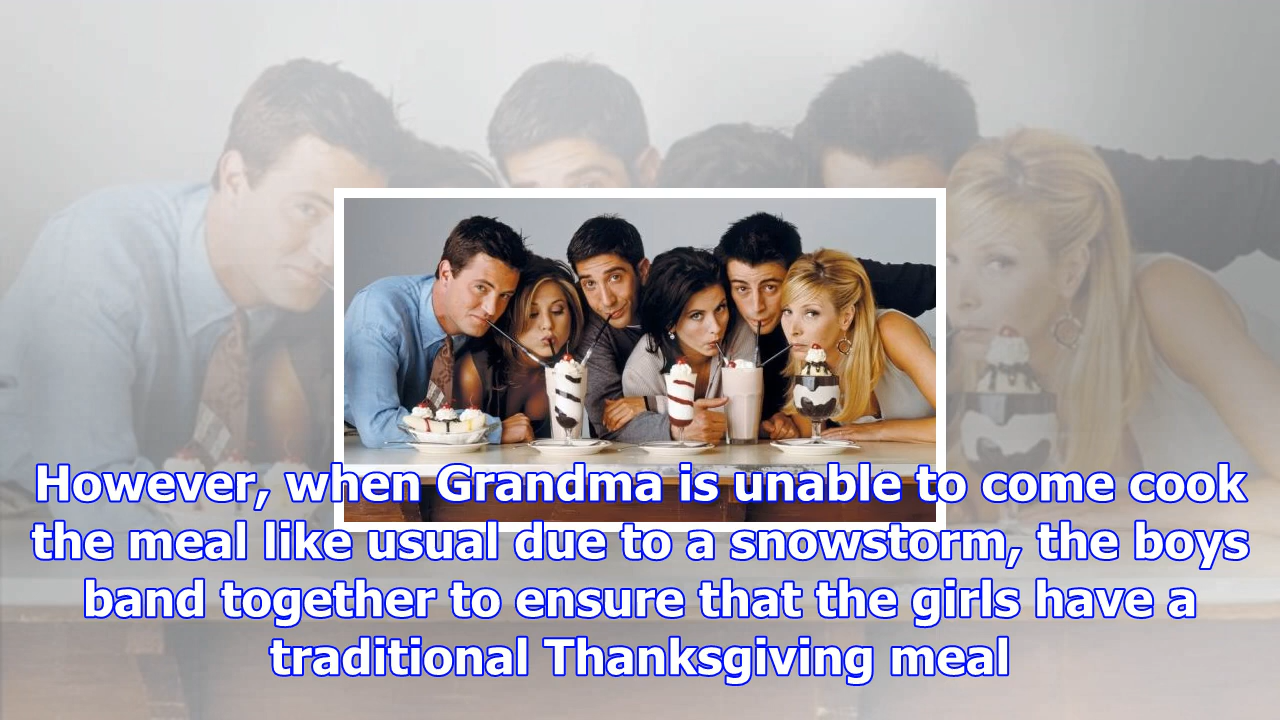 However, when Grandma is unable to come cook
the meal like usual due to a snowstorm, the boys
band together to ensure that the girls have a
traditional Thanksgiving meal